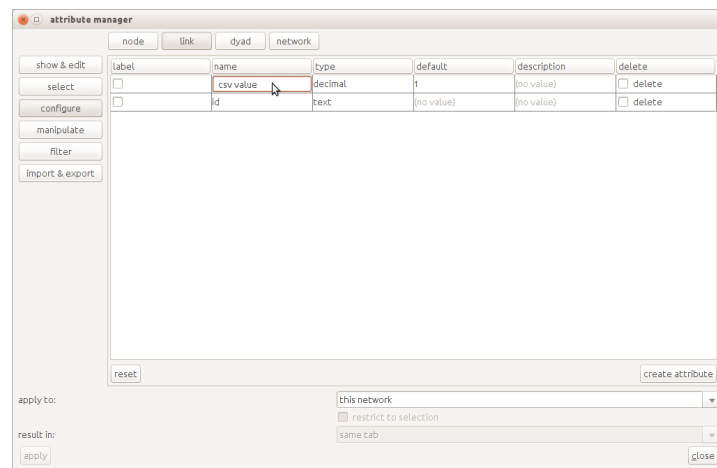 attribute manager
node link dyad network
show & edit
select
configure
manipulate
filter
import & export
label name type default description delete
csv value decimal 1 (no value) delete
id text (no value) (no value) delete
reset create attribute
apply to: this network
restrict to selection
result in: same tab
apply close